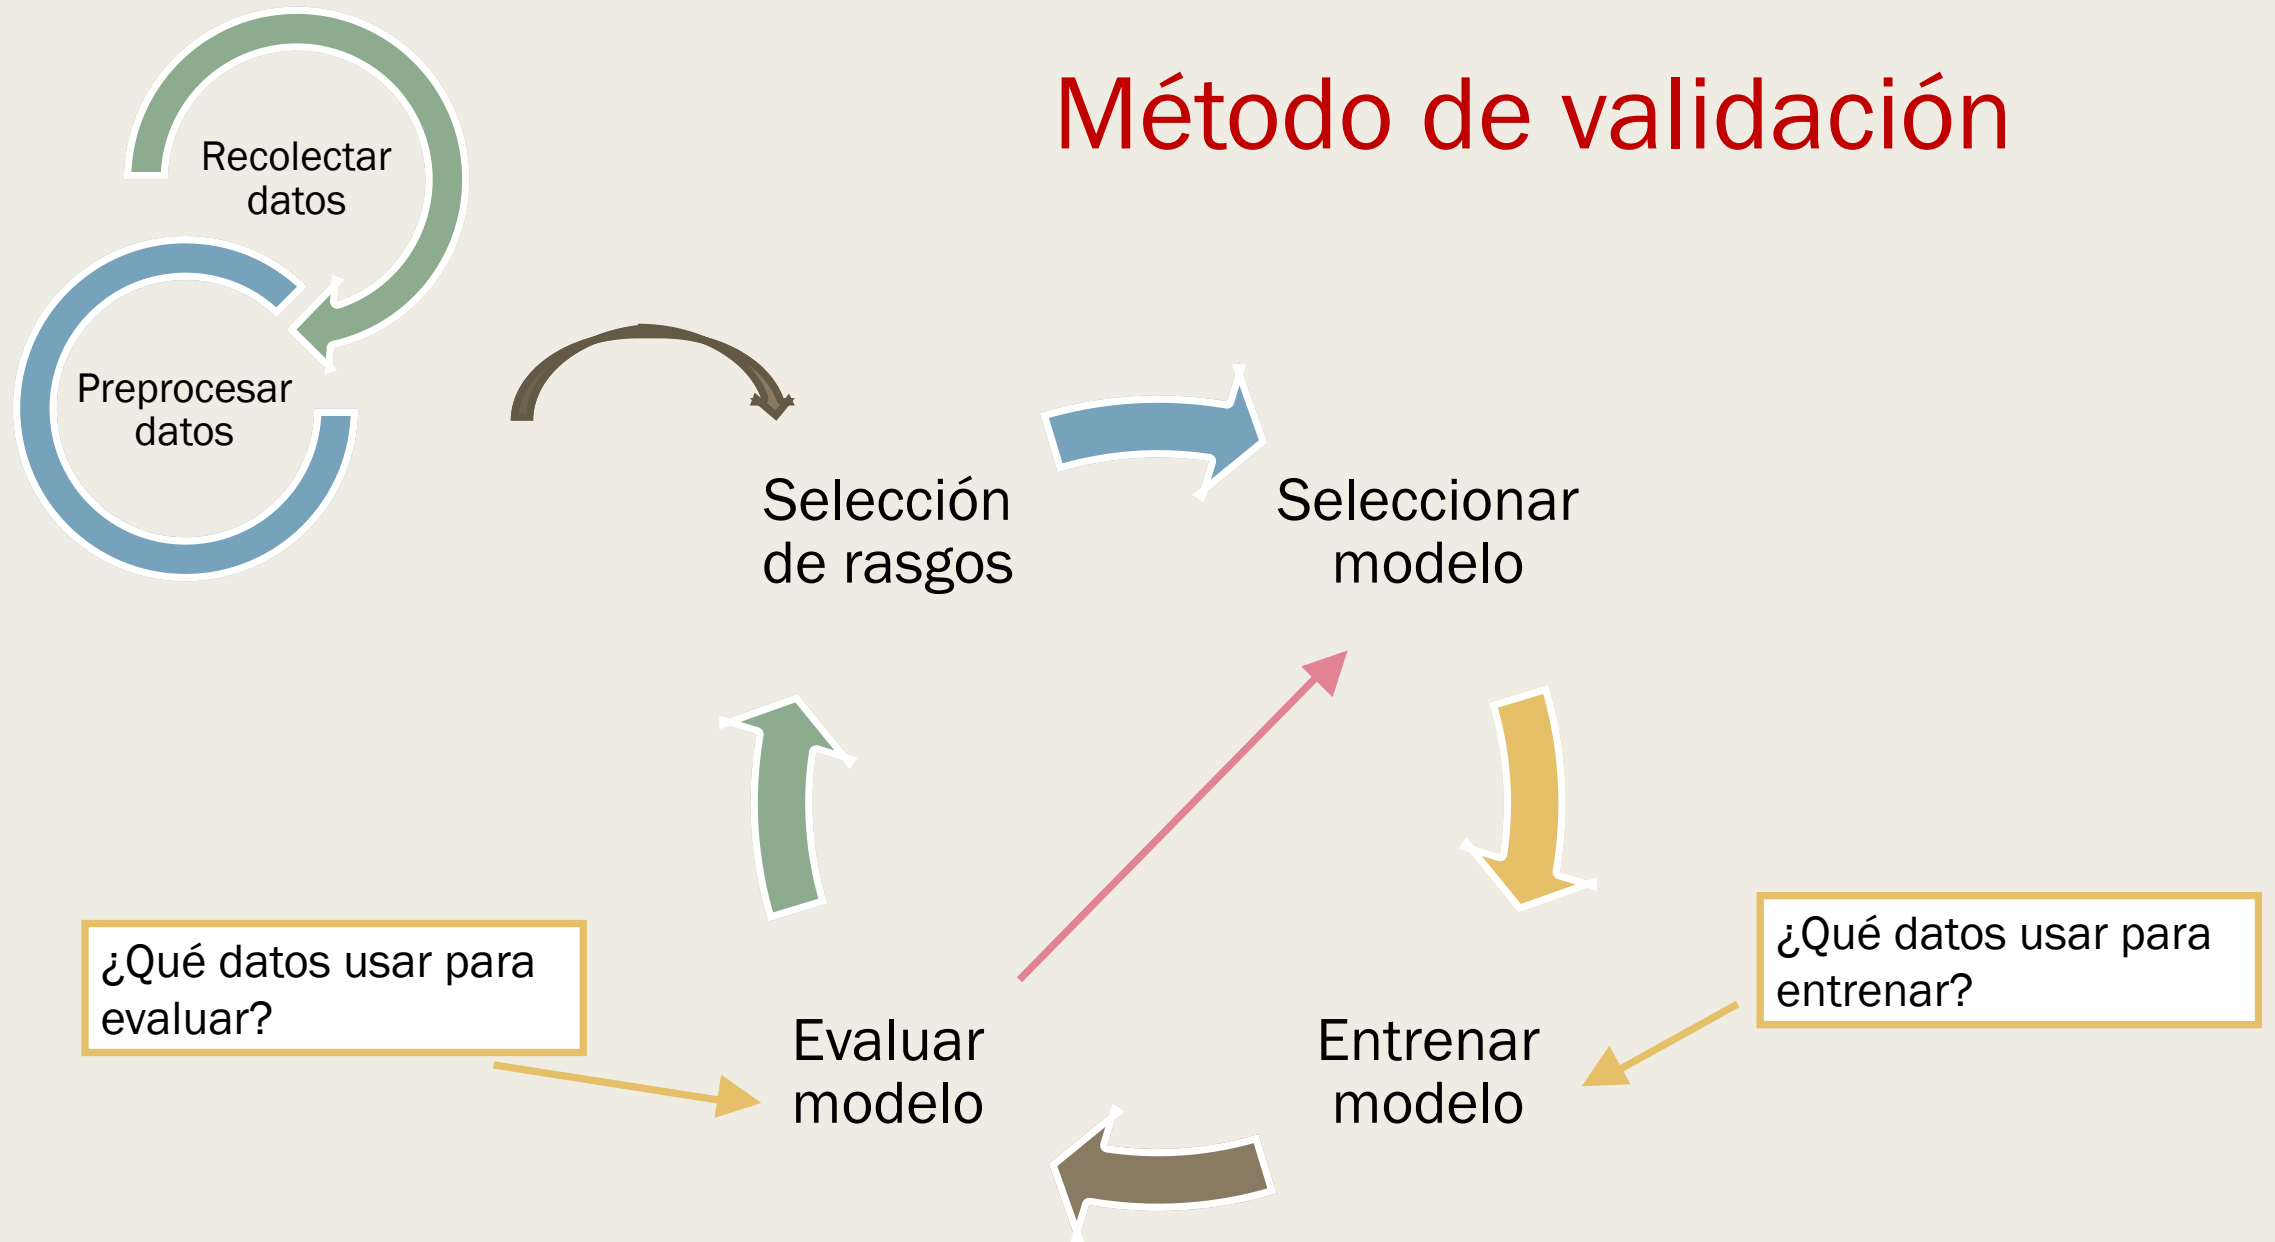 Método de validación
Recolectar
datos
Preprocesar
datos
Selección
de rasgos
Seleccionar
modelo
¿Qué datos usar para
evaluar?
¿Qué datos usar para
entrenar?
Evaluar
modelo
Entrenar
modelo